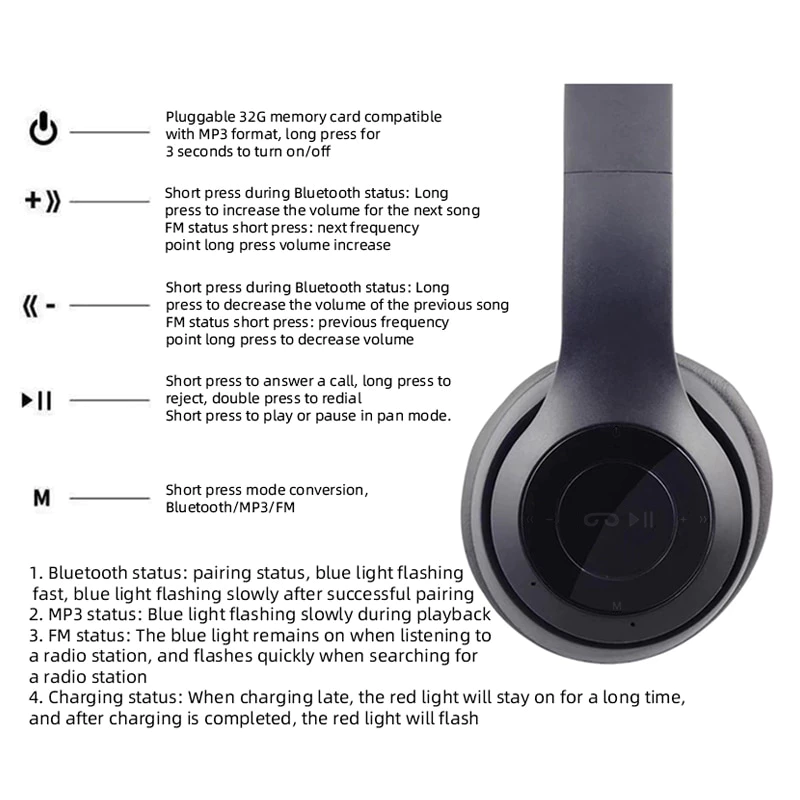 Pluggable 32G memory card compatible
with MP3 format, long press for
3 seconds to turn on/off
+
Short press during Bluetooth status: Long
press to increase the volume for the next song
FM status short press: next frequency
point long press volume increase
-
Short press during Bluetooth status: Long
press to decrease the volume of the previous song
FM status short press: previous frequency
point long press to decrease volume
Short press to answer a call, long press to
reject, double press to redial
Short press to play or pause in pan mode.
M
Short press mode conversion,
Bluetooth/MP3/FM
1. Bluetooth status: pairing status, blue light flashing
fast, blue light flashing slowly after successful pairing
2. MP3 status: Blue light flashing slowly during playback
3. FM status: The blue light remains on when listening to
a radio station, and flashes quickly when searching for
a radio station
4. Charging status: When charging late, the red light will stay on for a long time,
and after charging is completed, the red light will flash
M